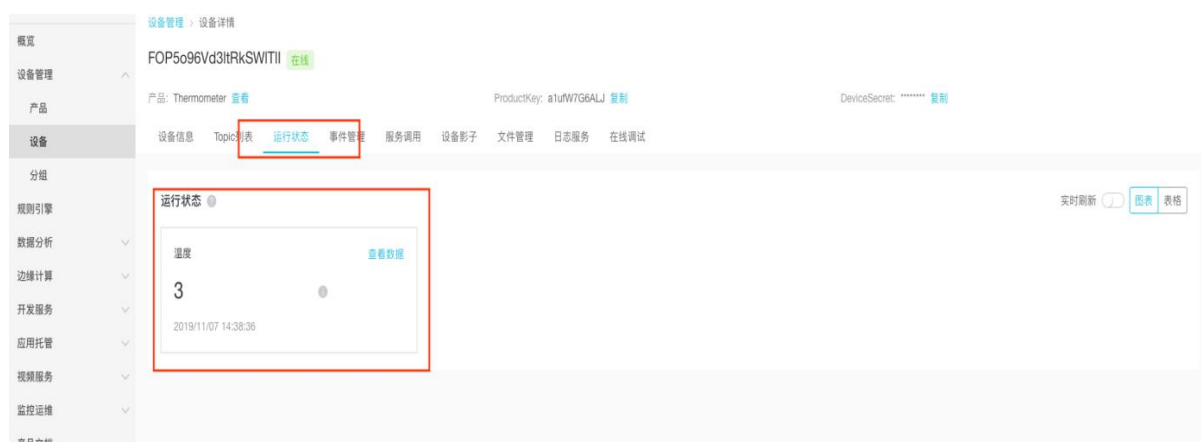 设备管理 > 设备详情
概览
FOP5o96Vd3ltRkSWlTlI 在线
设备管理
产品: Thermometer 查看 ProductKey: a1ufW7G6ALJ 复制 DeviceSecret: ******** 复制
产品
设备
设备信息 Topic列表 运行状态 事件管理 服务调用 设备影子 文件管理 日志服务 在线调试
分组
运行状态 实时刷新 图表 表格
规则引擎
数据分析
温度 查看数据
边缘计算
3
开发服务
2019/11/07 14:38:36
应用托管
视频服务
监控运维